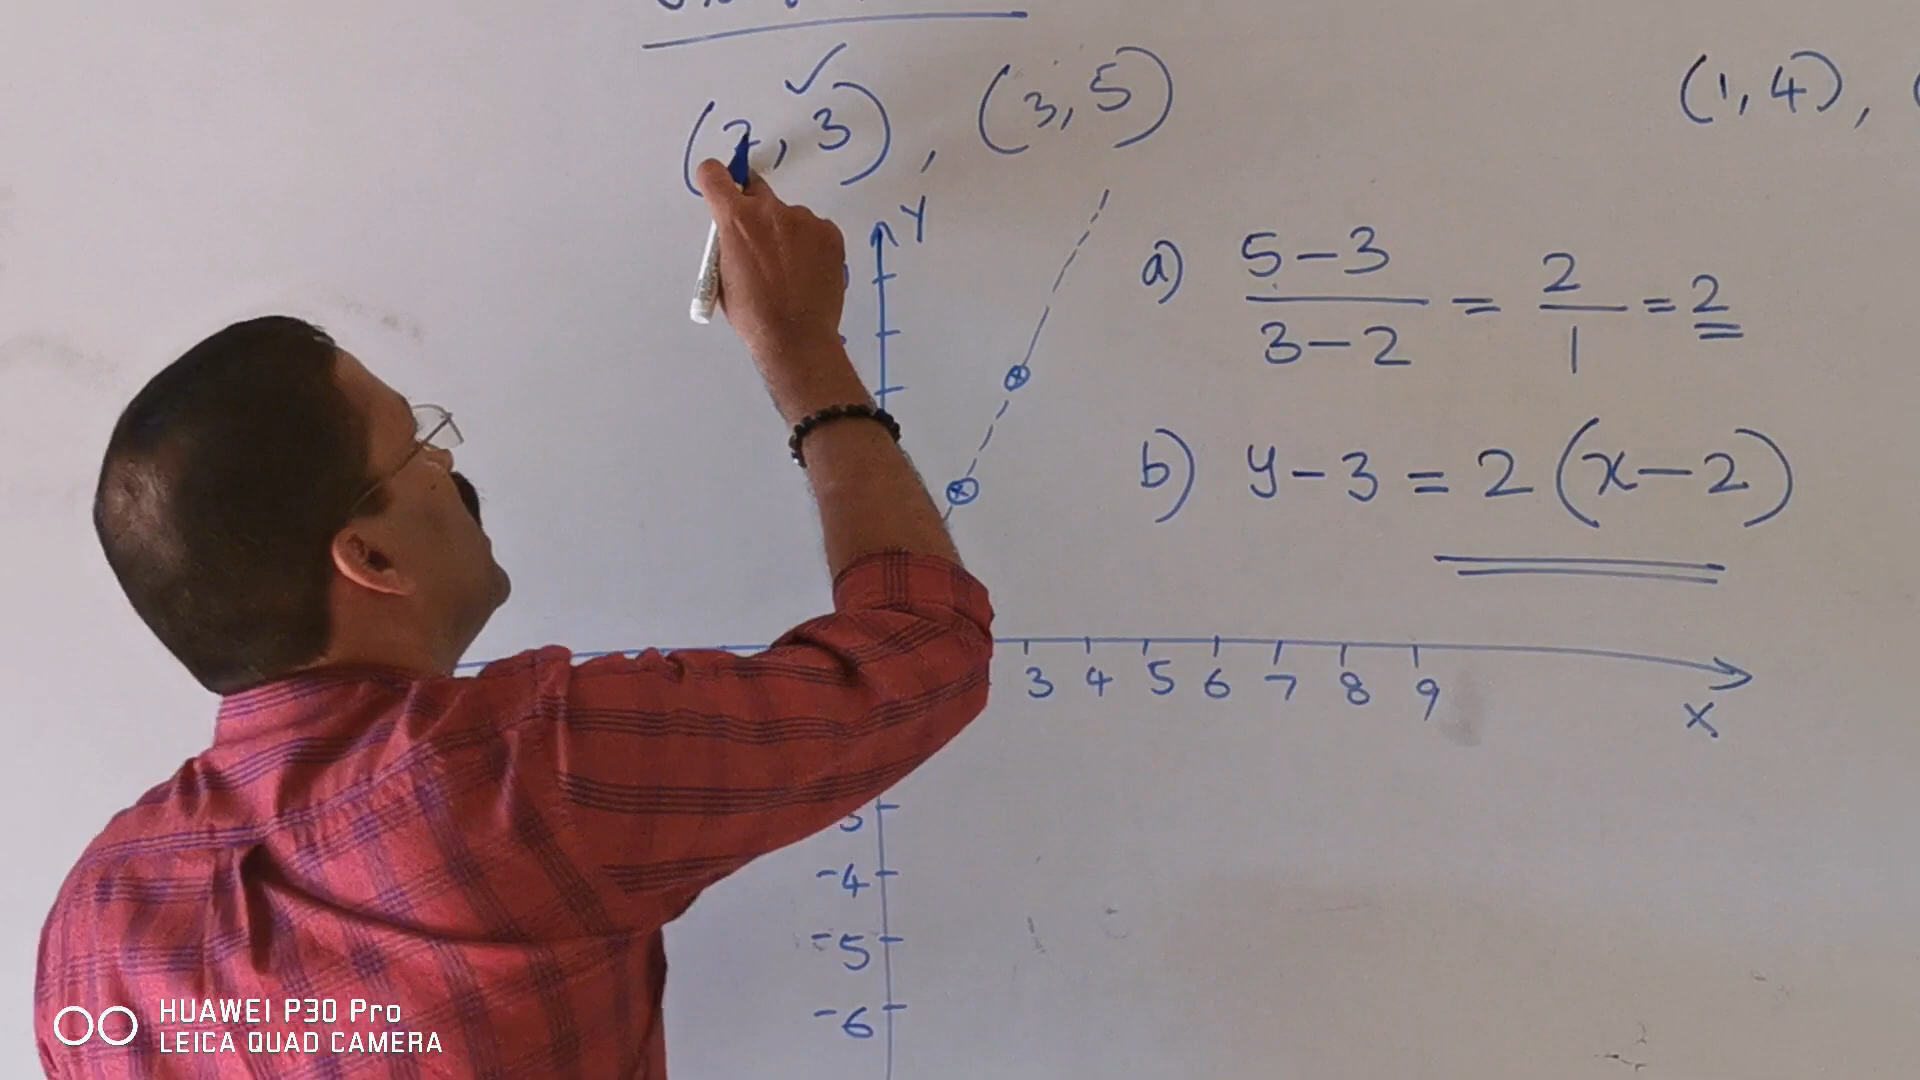 (2, 3), (3, 5)
(1, 4),
Y
a) 5-3/3-2 = 2/1 = 2
b) y-3 = 2(x-2)
3 4 5 6 7 8 9
X
-4
-5
-6
HUAWEI P30 Pro
LEICA QUAD CAMERA